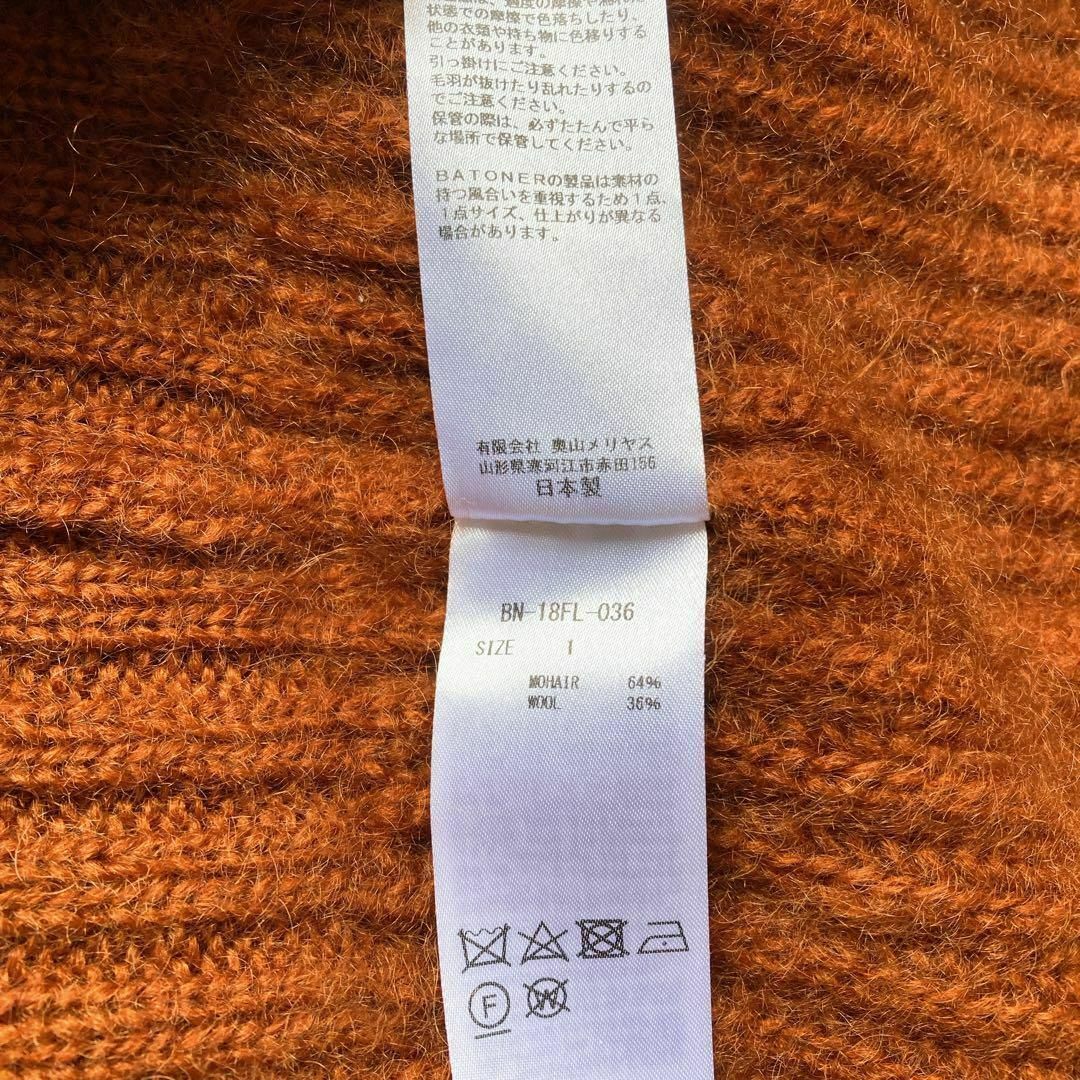 状態での摩擦で色落ちしたり、
他の衣類や持ち物に色移りする
ことがあります。
引っ掛けにご注意ください。
毛羽が抜けたり乱れたりするの
でご注意ください。
保管の際は、必ずたたんで平ら
な場所で保管してください。
BATONERの製品は素材の
持つ風合いを重視するため1点、
1点サイズ、仕上がりが異なる
場合があります。
有限会社 奥山メリヤス
山形県寒河江市赤田156
日本製
BN-18FL-036
SIZE 1
MOHAIR 64%
WOOL 36%
F W